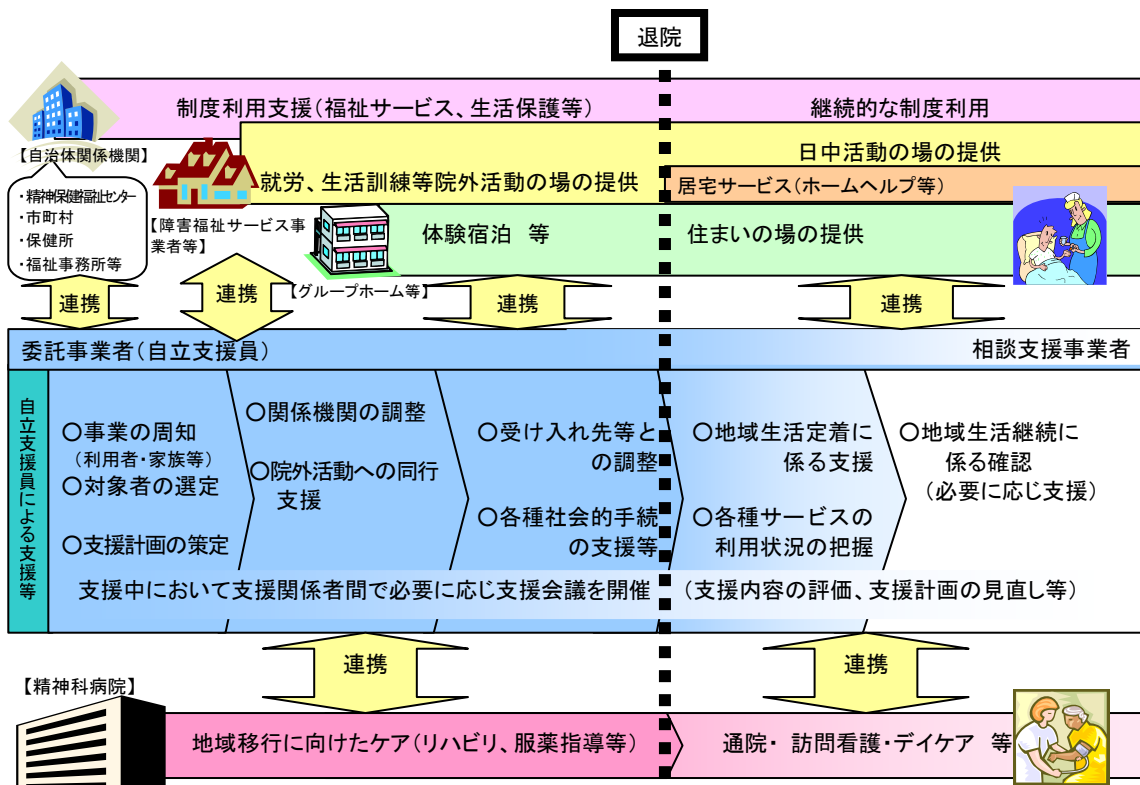 退院
制度利用支援(福祉サービス、生活保護等)
継続的な制度利用
【自治体関係機関】
・精神保健福祉センター
・市町村
・保健所
・福祉事務所等
日中活動の場の提供
就労、生活訓練等院外活動の場の提供
居宅サービス(ホームヘルプ等)
【障害福祉サービス事
業者等】
体験宿泊 等
住まいの場の提供
【グループホーム等】
連携
連携
連携
連携
委託事業者(自立支援員)
相談支援事業者
自立支援員による支援等
○事業の周知
(利用者・家族等)
○対象者の選定
○支援計画の策定
○関係機関の調整
○院外活動への同行
支援
○受け入れ先等と
の調整
○各種社会的手続
の支援等
○地域生活定着に
係る支援
○各種サービスの
利用状況の把握
○地域生活継続に
係る確認
(必要に応じ支援)
支援中において支援関係者間で必要に応じ支援会議を開催 (支援内容の評価、支援計画の見直し等)
連携
連携
【精神科病院】
地域移行に向けたケア(リハビリ、服薬指導等)
通院・ 訪問看護・デイケア 等